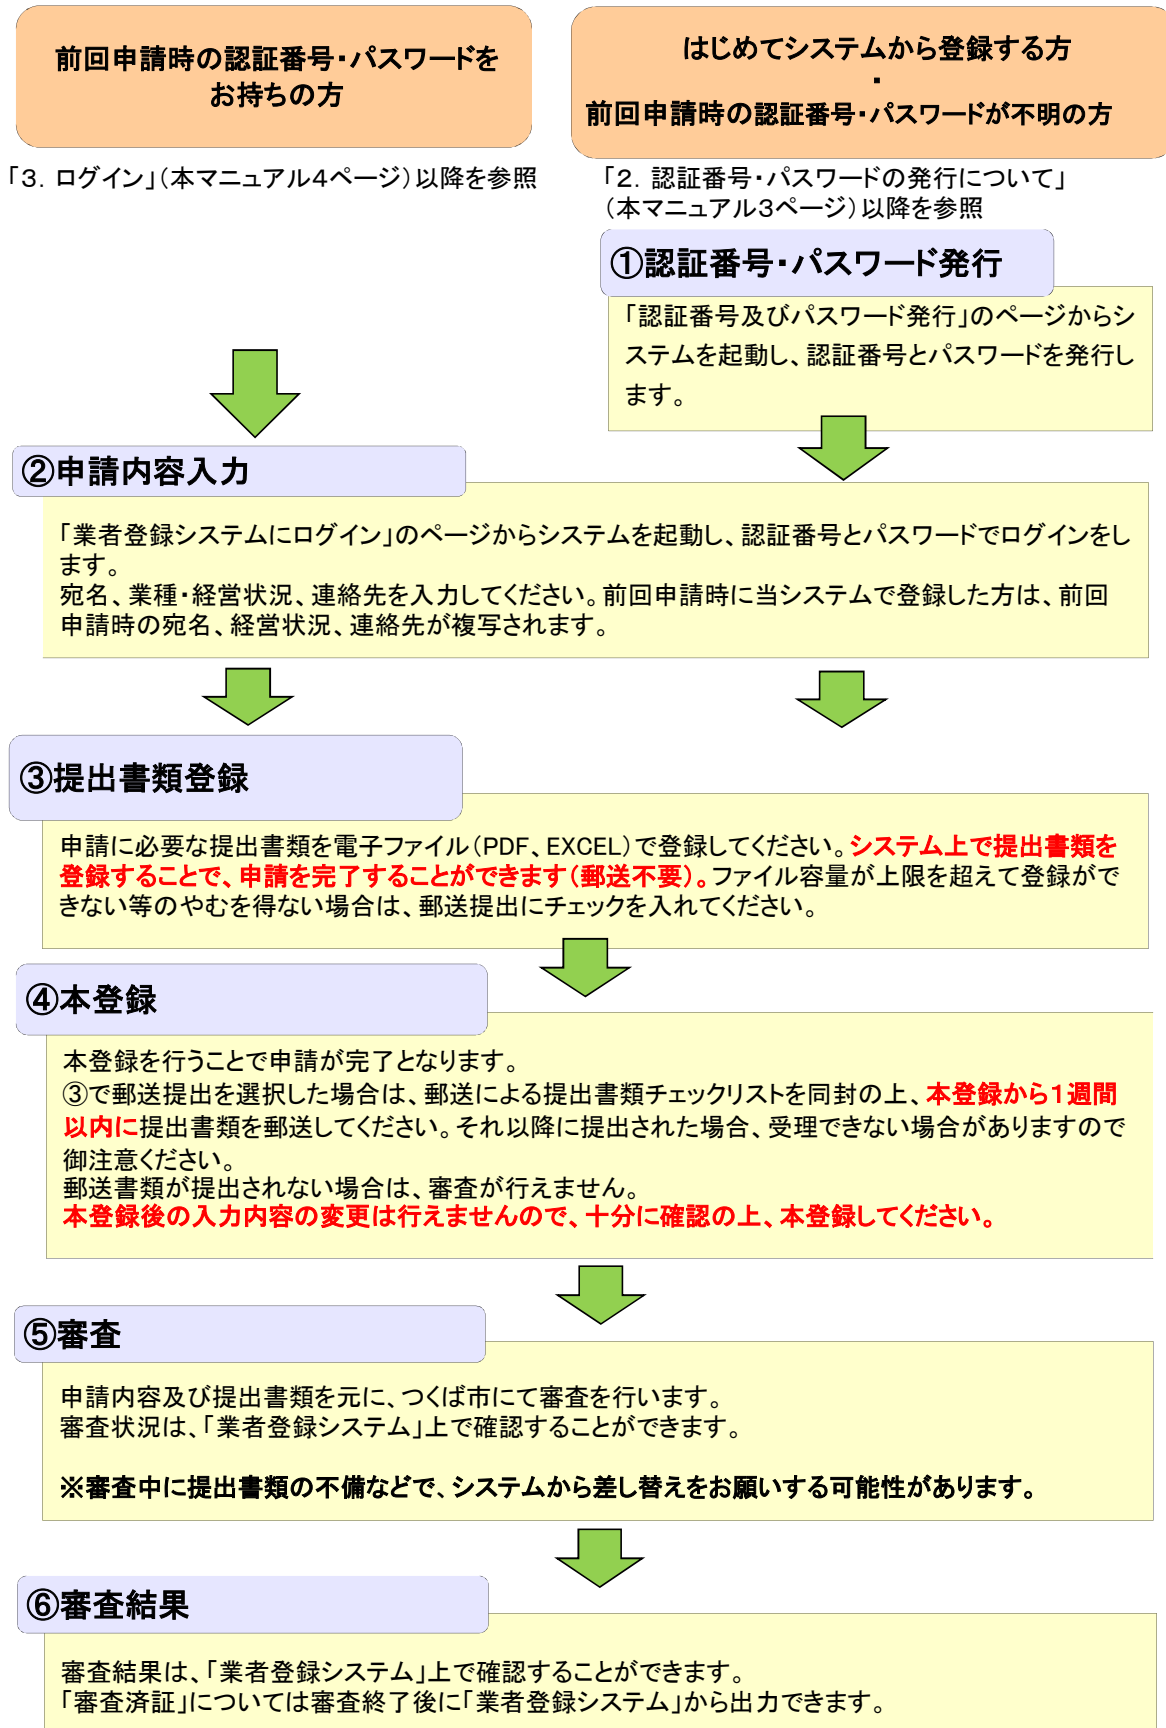 前回申請時の認証番号・パスワードを
お持ちの方
「３．ログイン」（本マニュアル４ページ）以降を参照
はじめてシステムから登録する方
・
前回申請時の認証番号・パスワードが不明の方
「２．認証番号・パスワードの発行について」
（本マニュアル３ページ）以降を参照
①認証番号・パスワード発行
「認証番号及びパスワード発行」のページからシ
ステムを起動し、認証番号とパスワードを発行し
ます。
②申請内容入力
「業者登録システムにログイン」のページからシステムを起動し、認証番号とパスワードでログインをし
ます。
宛名、業種・経営状況、連絡先を入力してください。前回申請時に当システムで登録した方は、前回
申請時の宛名、経営状況、連絡先が複写されます。
③提出書類登録
申請に必要な提出書類を電子ファイル（PDF、EXCEL）で登録してください。システム上で提出書類を
登録することで、申請を完了することができます（郵送不要）。ファイル容量が上限を超えて登録がで
きない等のやむを得ない場合は、郵送提出にチェックを入れてください。
④本登録
本登録を行うことで申請が完了となります。
③で郵送提出を選択した場合は、郵送による提出書類チェックリストを同封の上、本登録から１週間
以内に提出書類を郵送してください。それ以降に提出された場合、受理できない場合がありますので
御注意ください。
郵送書類が提出されない場合は、審査が行えません。
本登録後の入力内容の変更は行えませんので、十分に確認の上、本登録してください。
⑤審査
申請内容及び提出書類を元に、つくば市にて審査を行います。
審査状況は、「業者登録システム」上で確認することができます。
※審査中に提出書類の不備などで、システムから差し替えをお願いする可能性があります。
⑥審査結果
審査結果は、「業者登録システム」上で確認することができます。
「審査済証」については審査終了後に「業者登録システム」から出力できます。